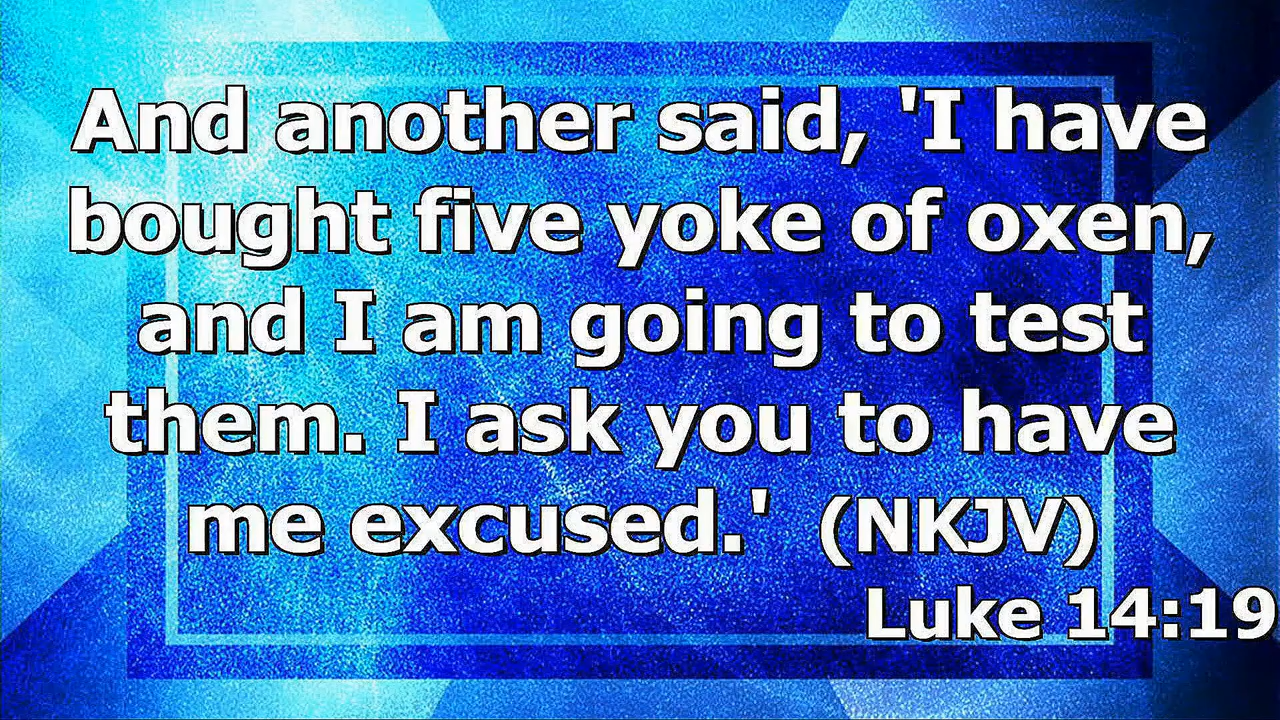 And another said, 'I have
bought five yoke of oxen,
and I am going to test
them. I ask you to have
me excused.' (NKJV)
Luke 14:19